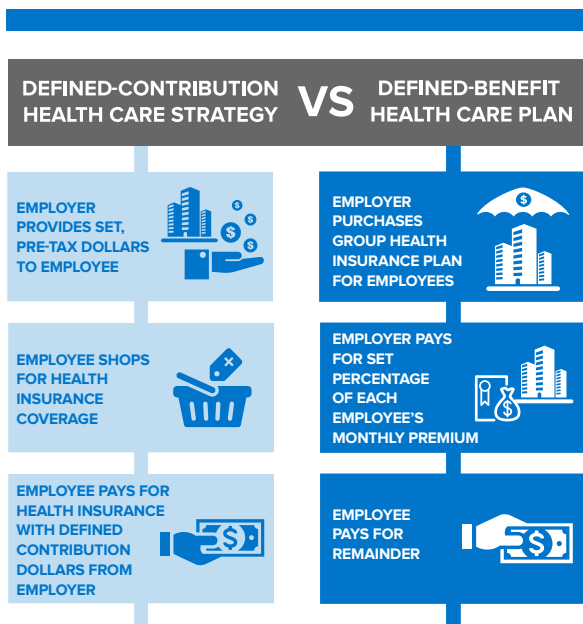 DEFINED-CONTRIBUTION
HEALTH CARE STRATEGY
VS
DEFINED-BENEFIT
HEALTH CARE PLAN
EMPLOYER
PROVIDES SET,
PRE-TAX DOLLARS
TO EMPLOYEE
$
$
$
$
EMPLOYEE SHOPS
FOR HEALTH
INSURANCE
COVERAGE
EMPLOYEE PAYS FOR
HEALTH INSURANCE
WITH DEFINED
CONTRIBUTION
DOLLARS FROM
EMPLOYER
$
EMPLOYER
PURCHASES
GROUP HEALTH
INSURANCE PLAN
FOR EMPLOYEES
$
EMPLOYER PAYS
FOR SET
PERCENTAGE
OF EACH
EMPLOYEE'S
MONTHLY PREMIUM
$
EMPLOYEE
PAYS FOR
REMAINDER
$